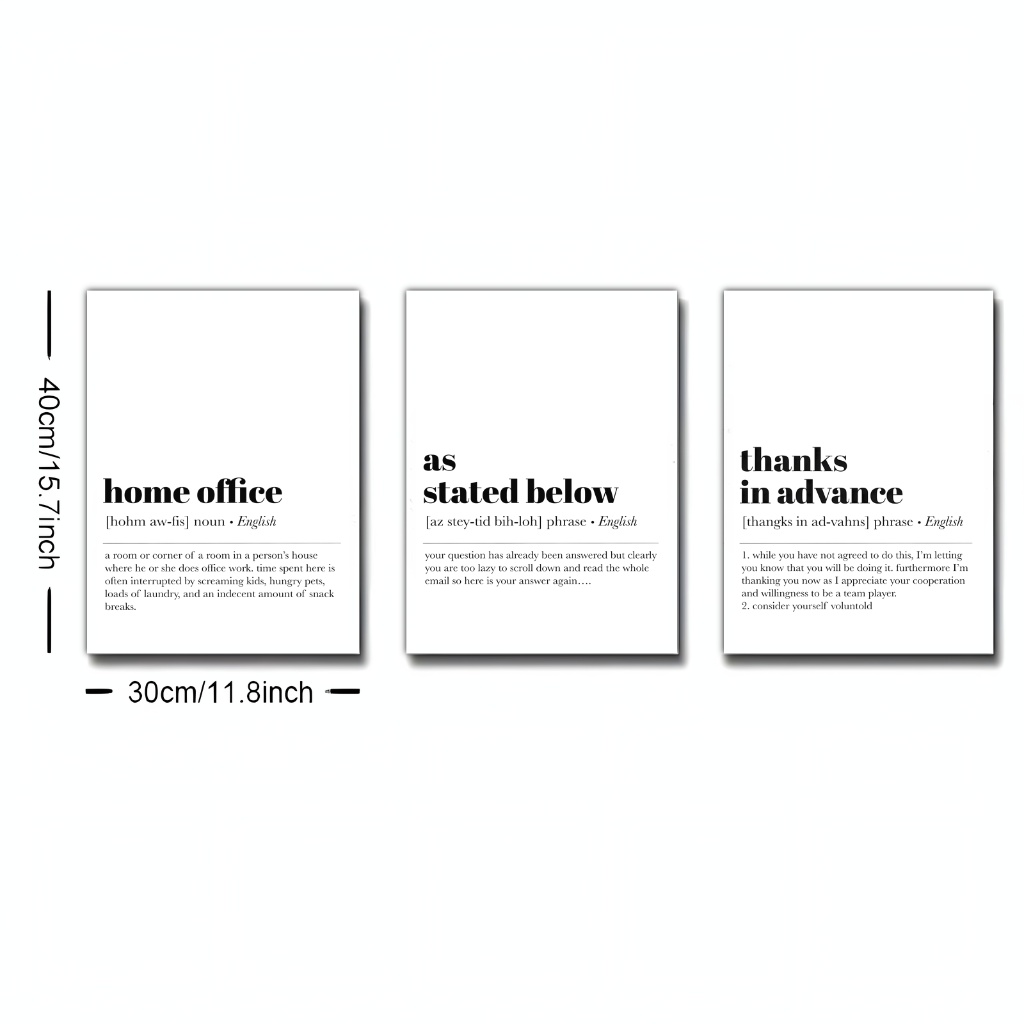 40cm/15.7inch
home office
[hohm aw-fis] noun • English
a room or corner of a room in a person's house
where he or she does office work. time spent here is
often interrupted by screaming kids, hungry pets,
loads of laundry, and an indecent amount of snack
breaks.
30cm/11.8inch
as
stated below
[az stey-tid bih-loh] phrase • English
your question has already been answered but clearly
you are too lazy to scroll down and read the whole
email so here is your answer again....
thanks
in advance
[thangks in ad-vahns] phrase • English
1. while you have not agreed to do this, I'm letting
you know that you will be doing it. furthermore I'm
thanking you now as I appreciate your cooperation
and willingness to be a team player.
2. consider yourself voluntold